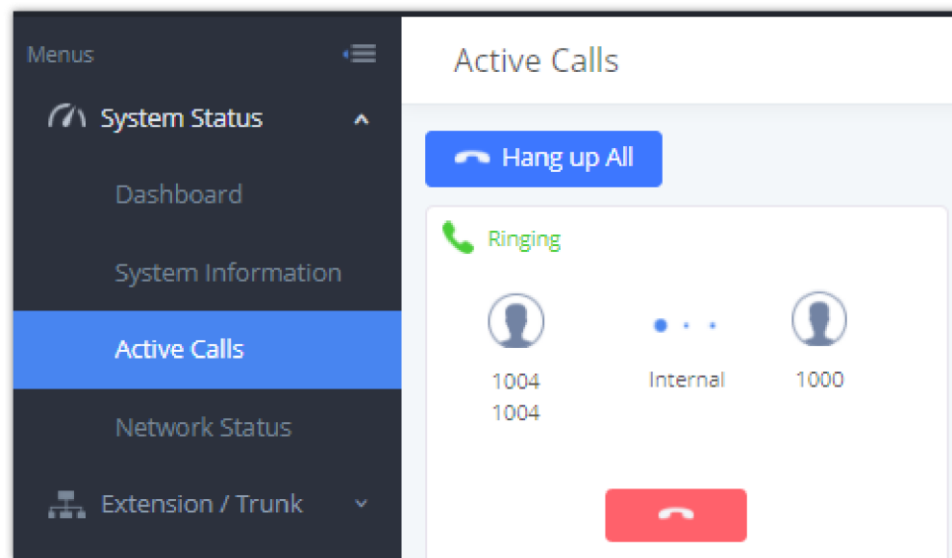 Menus
System Status
Dashboard
System Information
Active Calls
Network Status
Extension / Trunk
Active Calls
Hang up All
Ringing
1004
1004
Internal
1000